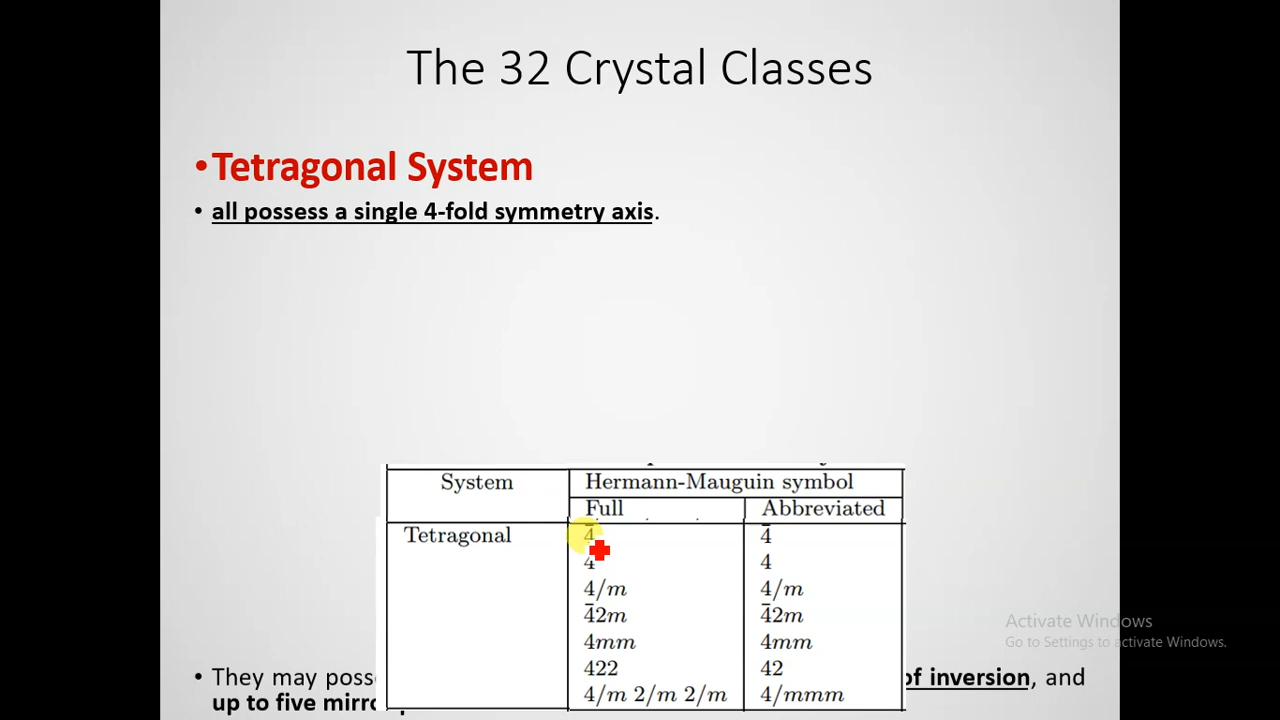 The 32 Crystal Classes
•Tetragonal System
• all possess a single 4-fold symmetry axis.
System Hermann-Mauguin symbol
Full Abbreviated
Tetragonal 4̄ 4̄
4 4
4/m 4/m
4̄2m 4̄2m
4mm 4mm
422 42
4/m 2/m 2/m 4/mmm
Activate Windows
Go to Settings to activate Windows.
• They may of inversion, and
up to five